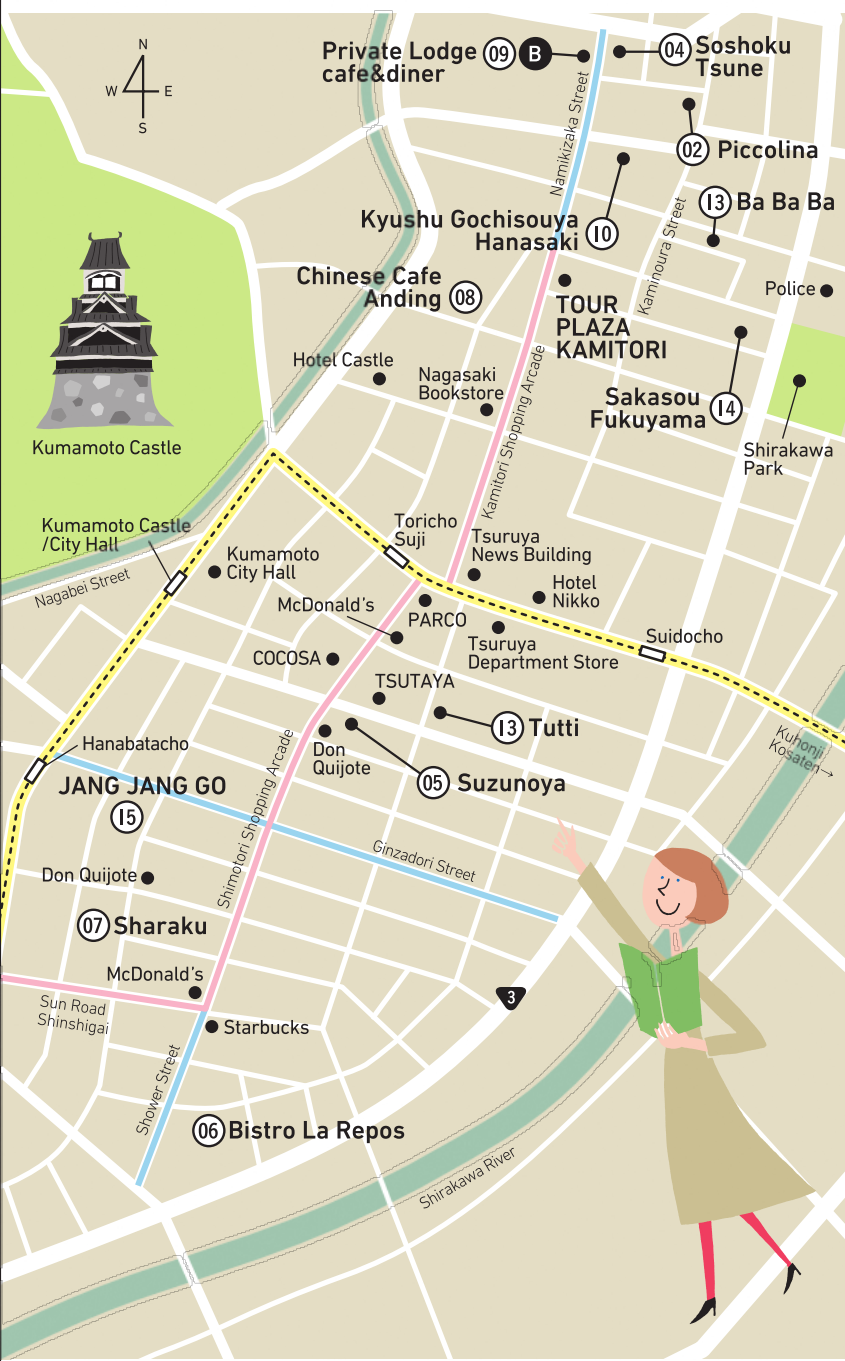 N
W E
S
Private Lodge
cafe&diner
09
B
04
Soshoku
Tsune
Namikizaka Street
02
Piccolina
13
Ba Ba Ba
Kyushu Gochisouya
Hanasaki
10
Kaminoura Street
Chinese Cafe
Anding
08
Police
TOUR
PLAZA
KAMITORI
Hotel Castle
Nagasaki
Bookstore
Kamitori Shopping Arcade
Sakasou
Fukuyama
14
Shirakawa
Park
Kumamoto Castle
Kumamoto Castle
/City Hall
Nagabei Street
Kumamoto
City Hall
Toricho
Suji
Tsuruya
News Building
Hotel
Nikko
McDonald's
PARCO
Tsuruya
Department Store
Suidocho
COCOSA
TSUTAYA
13
Tutti
Don
Quijote
05
Suzunoya
Kuhonji
Kosaten→
Hanabatacho
JANG JANG GO
15
Shimotori Shopping Arcade
Ginzadori Street
Don Quijote
07
Sharaku
McDonald's
Sun Road
Shinshigai
Starbucks
3
Shower Street
06
Bistro La Repos
Shirakawa River